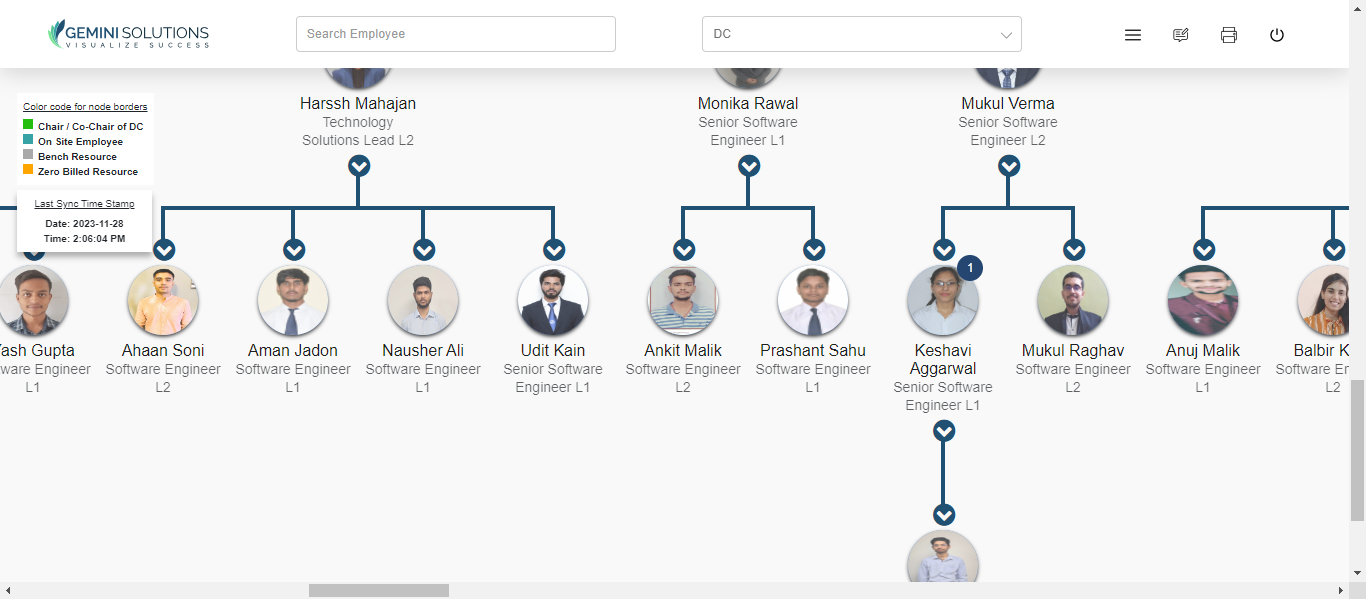 GEMINI SOLUTIONS
VISUALIZE SUCCESS
Search Employee
DC
Color code for node borders
Chair / Co-Chair of DC
On Site Employee
Bench Resource
Zero Billed Resource
Last Sync Time Stamp
Date: 2023-11-28
Time: 2:06:04 PM
Harssh Mahajan
Technology
Solutions Lead L2
Monika Rawal
Senior Software
Engineer L1
Mukul Verma
Senior Software
Engineer L2
Gupta
Engineer
L1
Ahaan Soni
Software Engineer
L2
Aman Jadon
Software Engineer
L1
Nausher Ali
Software Engineer
L1
Udit Kain
Senior Software
Engineer L1
Ankit Malik
Software Engineer
L2
Prashant Sahu
Software Engineer
L1
1
Keshavi
Aggarwal
Senior Software
Engineer L1
Mukul Raghav
Software Engineer
L2
Anuj Malik
Software Engineer
L1
Balbir
Software
L2